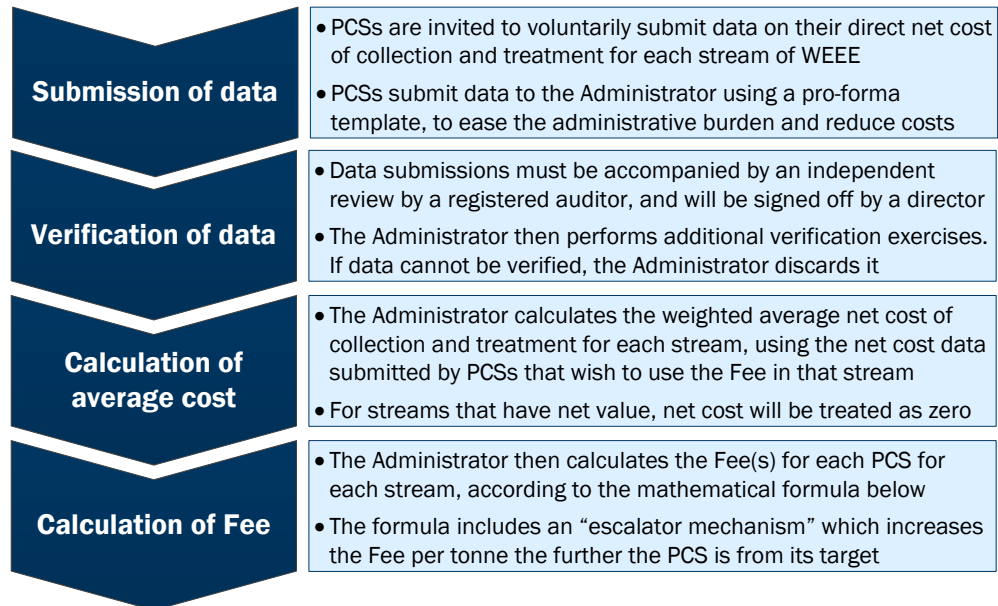 Submission of data
• PCSs are invited to voluntarily submit data on their direct net cost
of collection and treatment for each stream of WEEE
• PCSs submit data to the Administrator using a pro-forma
template, to ease the administrative burden and reduce costs
Verification of data
• Data submissions must be accompanied by an independent
review by a registered auditor, and will be signed off by a director
• The Administrator then performs additional verification exercises.
If data cannot be verified, the Administrator discards it
Calculation of
average cost
• The Administrator calculates the weighted average net cost of
collection and treatment for each stream, using the net cost data
submitted by PCSs that wish to use the Fee in that stream
• For streams that have net value, net cost will be treated as zero
Calculation of Fee
• The Administrator then calculates the Fee(s) for each PCS for
each stream, according to the mathematical formula below
• The formula includes an “escalator mechanism” which increases
the Fee per tonne the further the PCS is from its target